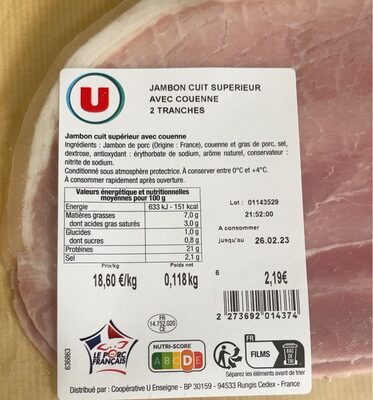 U
JAMBON CUIT SUPERIEUR
AVEC COUENNE
2 TRANCHES
Jambon cuit supérieur avec couenne
Ingrédients : Jambon de porc (Origine : France), couenne et gras de porc, sel,
dextrose, antioxydant : érythorbate de sodium, arôme naturel, conservateur :
nitrite de sodium.
Conditionné sous atmosphère protectrice. À conserver entre 0°C et +4°C.
À consommer rapidement après ouverture.
Valeurs énergétique et nutritionnelles
moyennes pour 100 g
Energie 633 kJ - 151 kcal
Matières grasses 7,0 g
dont acides gras saturés 3,0 g
Glucides 1,0 g
dont sucres 0,8 g
Protéines 21 g
Sel 2,1 g
Lot : 01143529
21:52:00
A consommer
jusqu'au 26.02.23
Prix/kg Poids net
18,60 €/kg 0,118kg
6 2,19€
2 273692 014374
636863
LE PORC
FRANÇAIS
FR
14.752.020
CE
NUTRI-SCORE
A B C D E
FR
FILMS
BAC
DE TRI
Séparez les éléments avant de trier
Distribué par : Coopérative U Enseigne - BP 30159 - 94533 Rungis Cedex - France